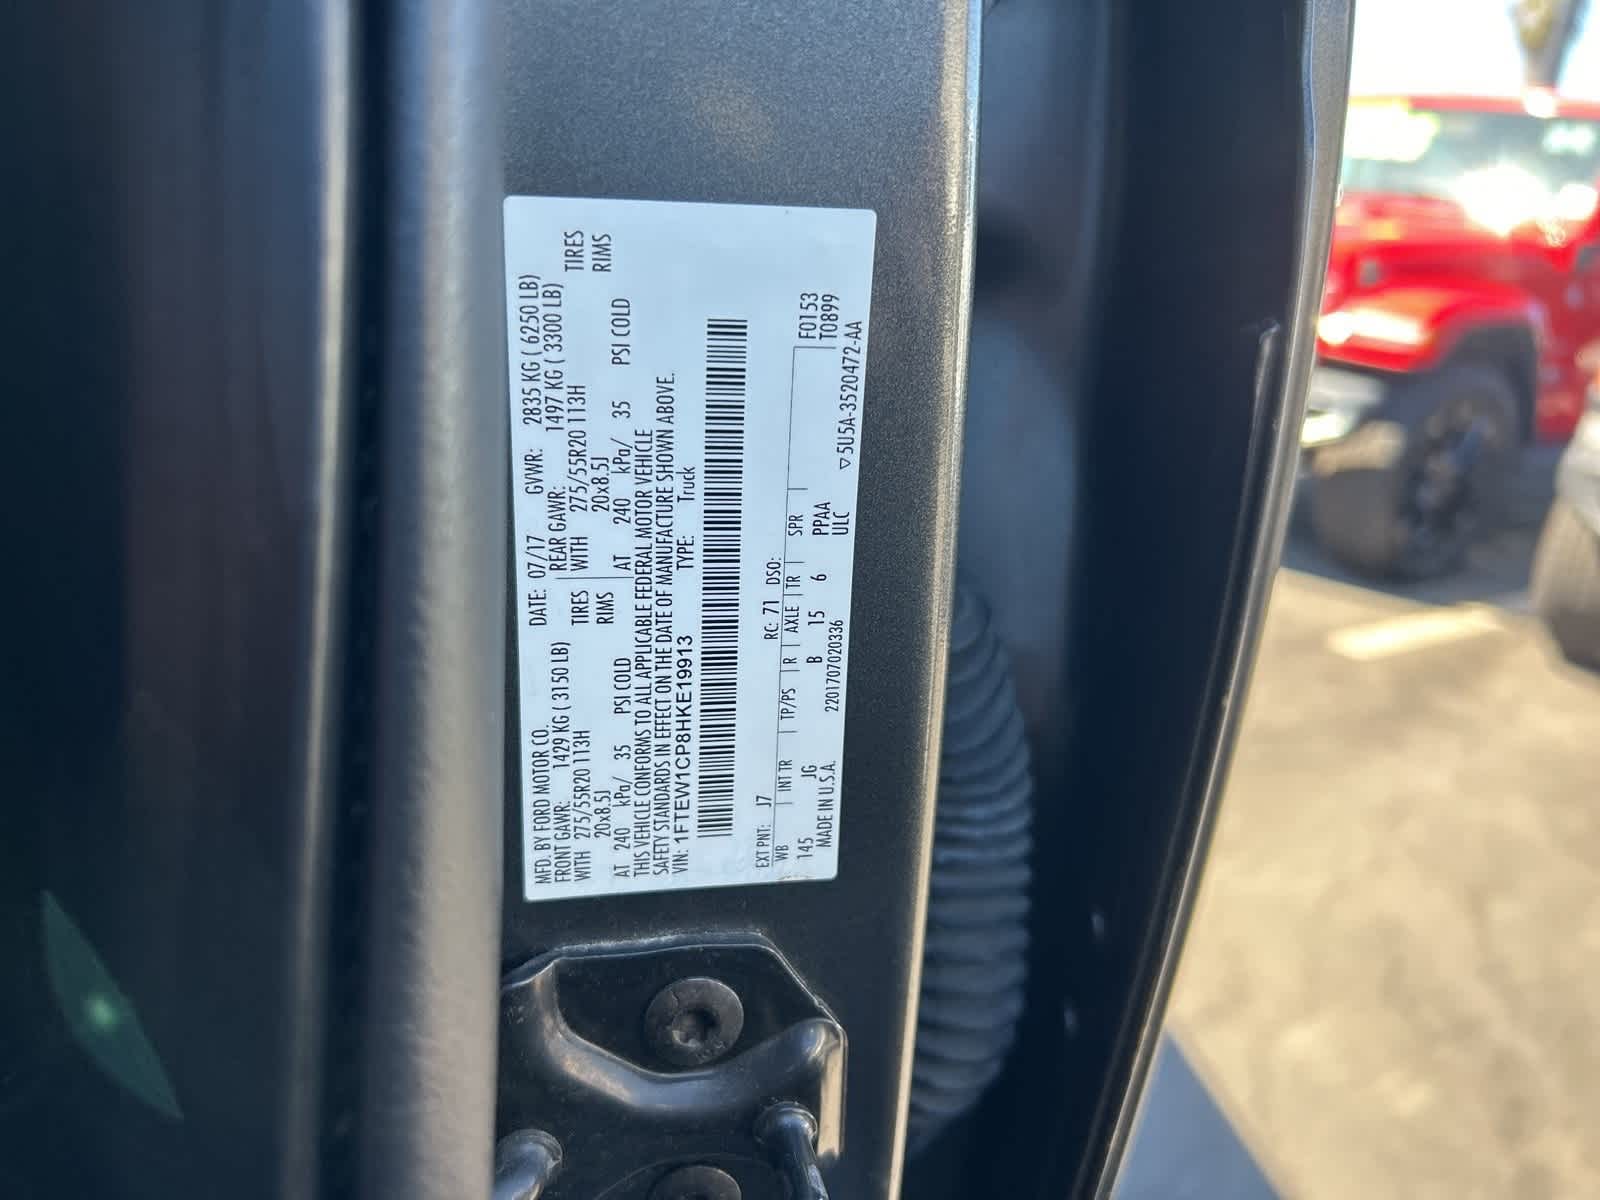 MFD. BY FORD MOTOR CO. DATE: 07/17 GVWR: 2835 KG ( 6250 LB)
FRONT GAWR: 1429 KG ( 3150 LB) REAR GAWR: 1497 KG ( 3300 LB)
WITH 275/55R20 113H TIRES WITH 275/55R20 113H TIRES
20x8.5J RIMS 20x8.5J RIMS
AT 240 kPa/ 35 PSI COLD AT 240 kPa/ 35 PSI COLD
THIS VEHICLE CONFORMS TO ALL APPLICABLE FEDERAL MOTOR VEHICLE
SAFETY STANDARDS IN EFFECT ON THE DATE OF MANUFACTURE SHOWN ABOVE.
VIN: 1FTEW1CP8HKE19913 TYPE: Truck
EXT PNT: J7 RC: 71 DSO:
WB INT TR TP/PS R AXLE TR SPR F0153
145 JG B 15 6 PPAA T0899
MADE IN U.S.A. 220170702033​6 ULC ▽5U5A-3520472-AA